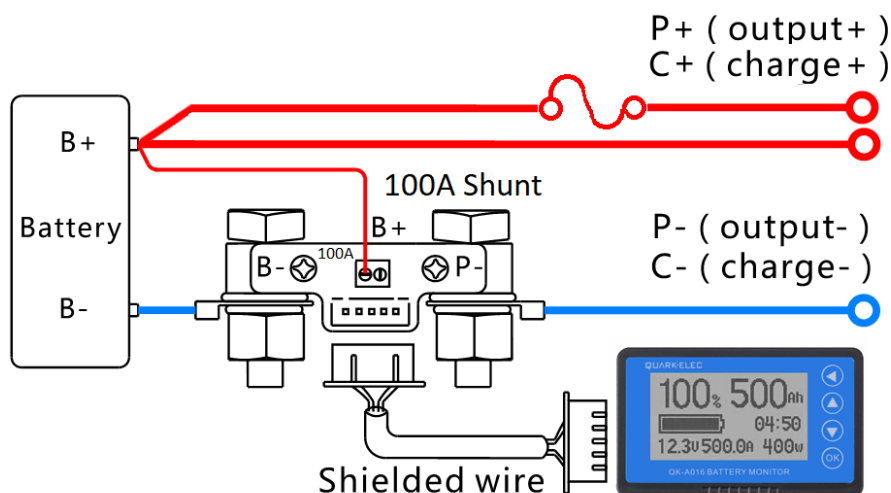 P+ ( output+ )
C+ ( charge+ )
B+
Battery
B-
100A Shunt
B+
100A
B-
P-
P- ( output- )
C- ( charge- )
QUARK-ELEC
100% 500Ah
04:50
12.3V 500.0A 400W
OK
QK-A016 BATTERY MONITOR
Shielded wire